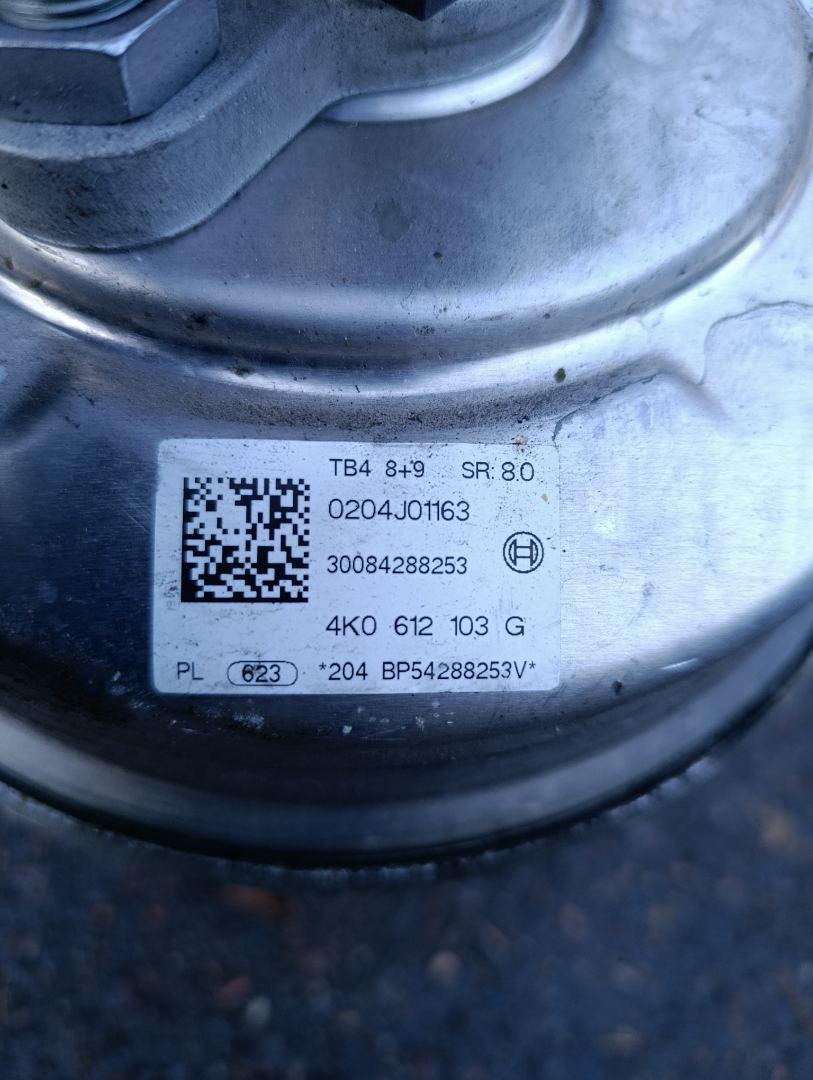 TB4 8+9 SR: 8.0
0204J01163
30084288253
4K0 612 103 G
PL 623 *204 BP54288253V*